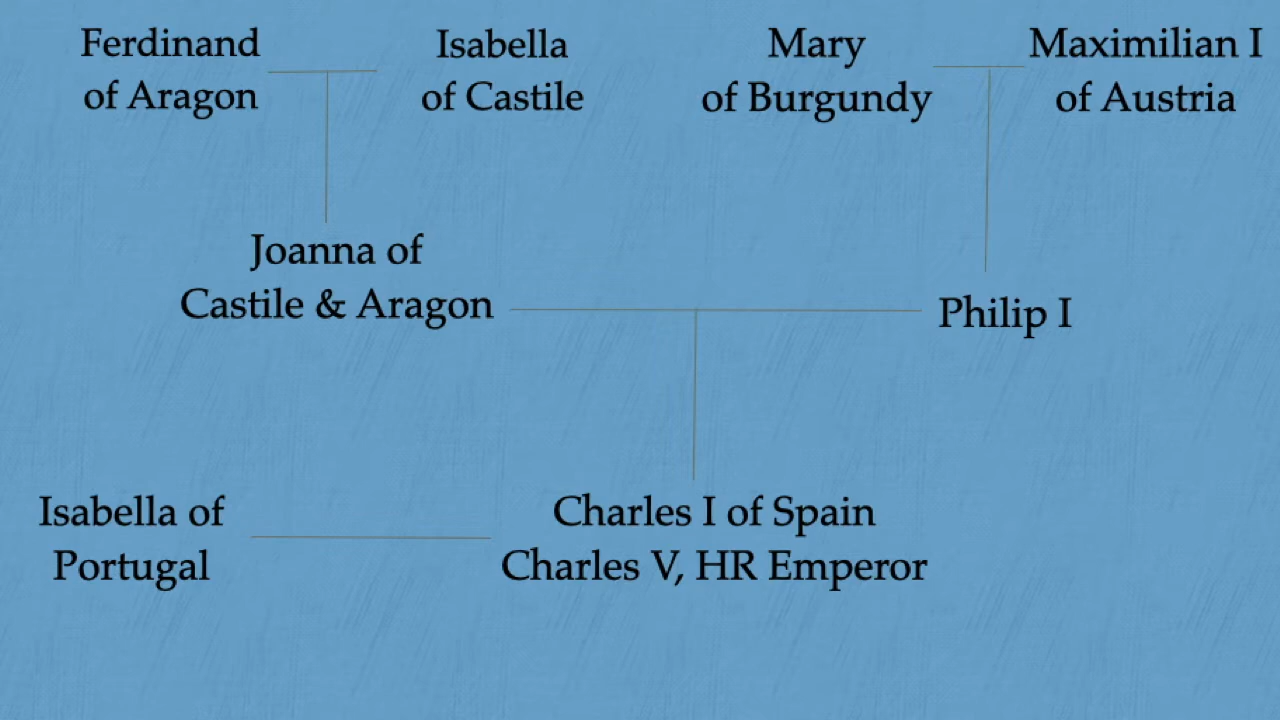 Ferdinand
of Aragon
Isabella
of Castile
Mary
of Burgundy
Maximilian I
of Austria
Joanna of
Castile & Aragon
Philip I
Isabella of
Portugal
Charles I of Spain
Charles V, HR Emperor